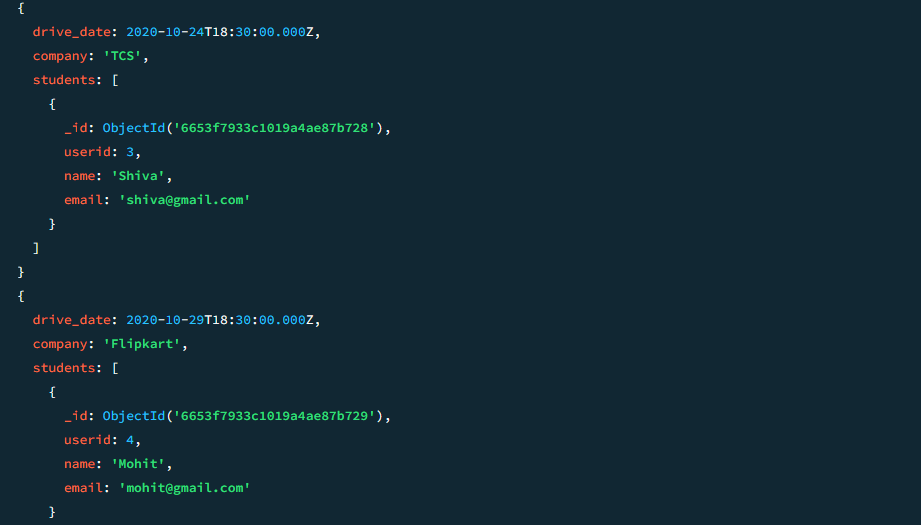 {
drive_date: 2020-10-24T18:30:00.000Z,
company: 'TCS',
students: [
{
_id: ObjectId('6653f7933c1019a4ae87b728'),
userid: 3,
name: 'Shiva',
email: 'shiva@gmail.com'
}
]
}
{
drive_date: 2020-10-29T18:30:00.000Z,
company: 'Flipkart',
students: [
{
_id: ObjectId('6653f7933c1019a4ae87b729'),
userid: 4,
name: 'Mohit',
email: 'mohit@gmail.com'
}